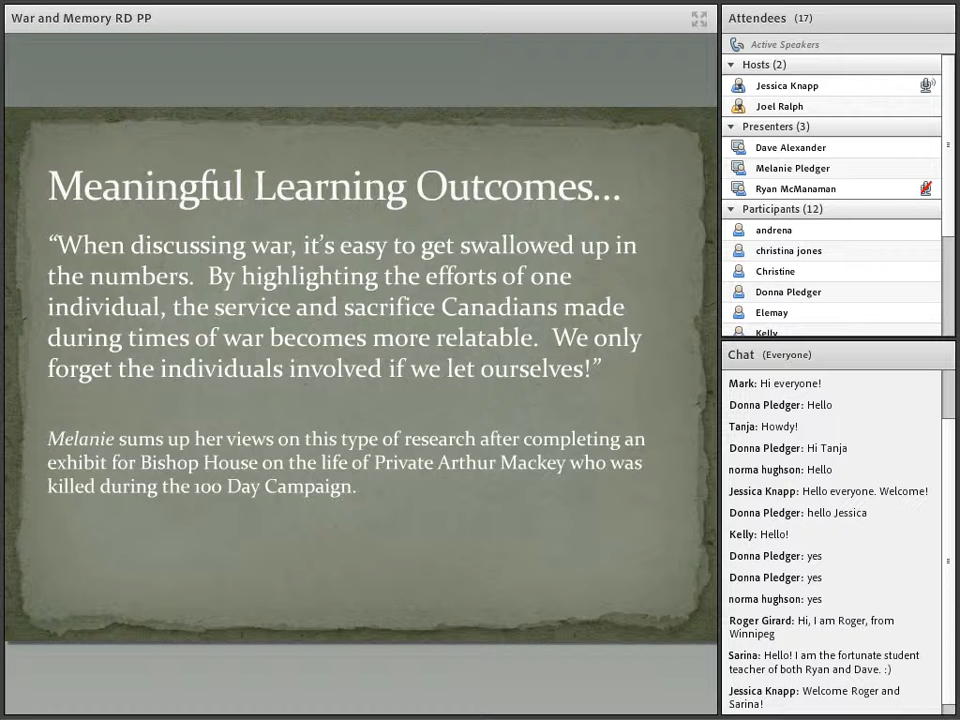 War and Memory RD PP
Meaningful Learning Outcomes...
“When discussing war, it’s easy to get swallowed up in
the numbers.  By highlighting the efforts of one
individual, the service and sacrifice Canadians made
during times of war becomes more relatable.  We only
forget the individuals involved if we let ourselves!”
Melanie sums up her views on this type of research after completing an
exhibit for Bishop House on the life of Private Arthur Mackey who was
killed during the 100 Day Campaign.
Attendees (17)
Active Speakers
Hosts (2)
Jessica Knapp
Joel Ralph
Presenters (3)
Dave Alexander
Melanie Pledger
Ryan McManaman
Participants (12)
andrena
christina jones
Christine
Donna Pledger
Elemay
Kelly
Chat (Everyone)
Mark: Hi everyone!
Donna Pledger: Hello
Tanja: Howdy!
Donna Pledger: Hi Tanja
norma hughson: Hello
Jessica Knapp: Hello everyone. Welcome!
Donna Pledger: hello Jessica
Kelly: Hello!
Donna Pledger: yes
Donna Pledger: yes
norma hughson: yes
Roger Girard: Hi, I am Roger, from
Winnipeg
Sarina: Hello! I am the fortunate student
teacher of both Ryan and Dave. :)
Jessica Knapp: Welcome Roger and
Sarina!